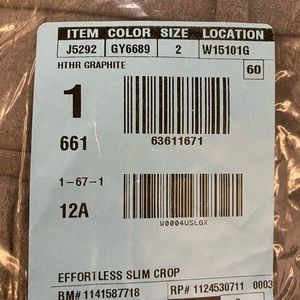 ITEM COLOR SIZE LOCATION
J5292 GY6689 2 W15101G
HTHR GRAPHITE 60
1
661 63611671
1-67-1
12A
W0004USLGX
EFFORTLESS SLIM CROP
BM# 1141587718 RP# 1124530711 0003